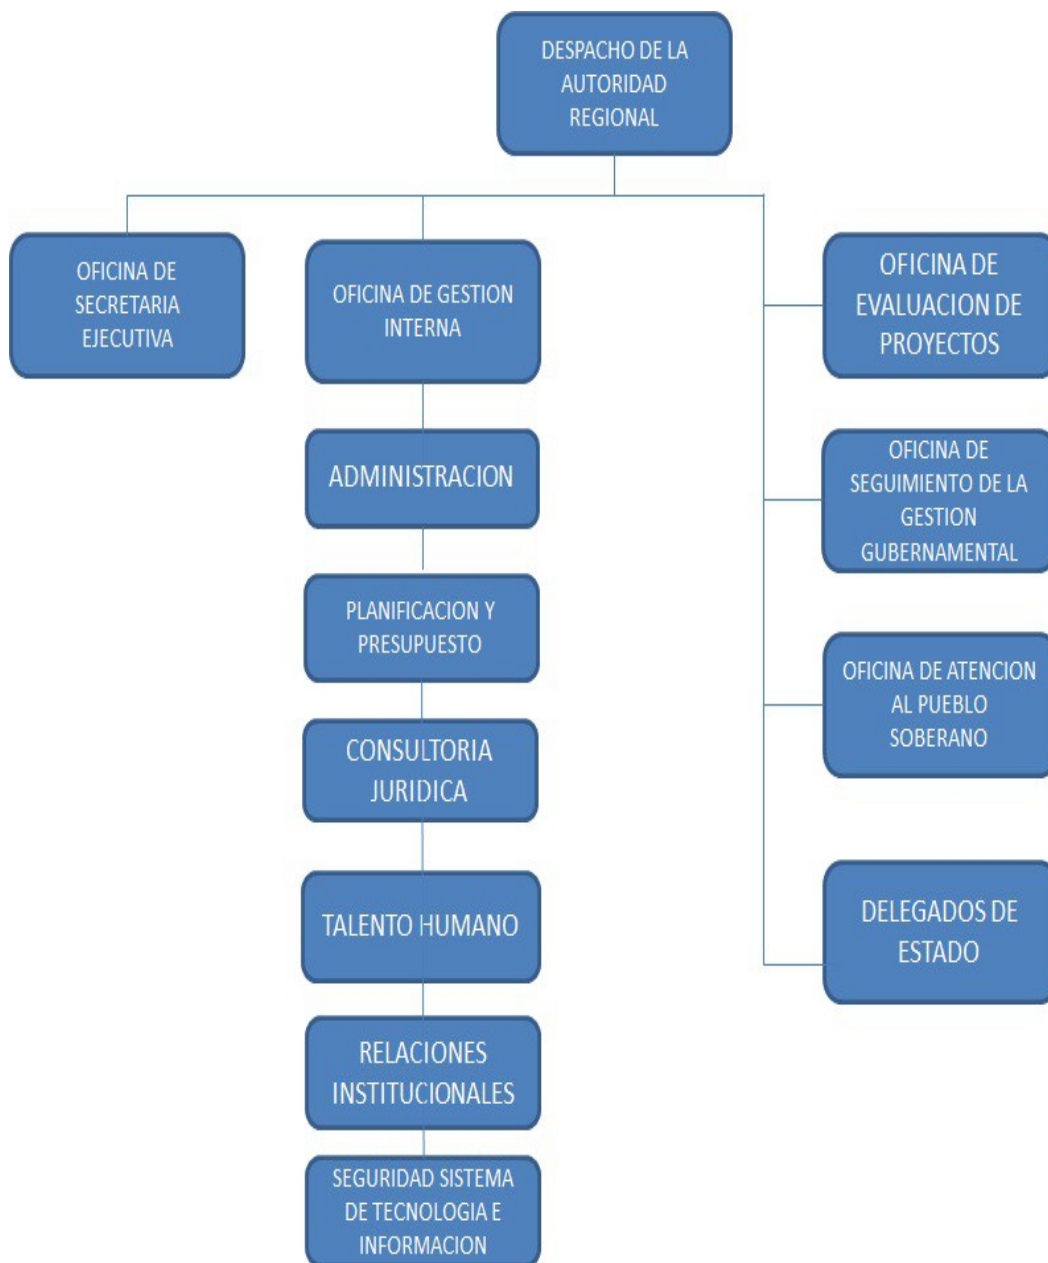 DESPACHO DE LA
AUTORIDAD
REGIONAL
OFICINA DE
SECRETARIA
EJECUTIVA
OFICINA DE GESTION
INTERNA
ADMINISTRACION
PLANIFICACION Y
PRESUPUESTO
CONSULTORIA
JURIDICA
TALENTO HUMANO
RELACIONES
INSTITUCIONALES
SEGURIDAD SISTEMA
DE TECNOLOGIA E
INFORMACION
OFICINA DE
EVALUACION DE
PROYECTOS
OFICINA DE
SEGUIMIENTO DE LA
GESTION
GUBERNAMENTAL
OFICINA DE ATENCION
AL PUEBLO
SOBERANO
DELEGADOS DE
ESTADO